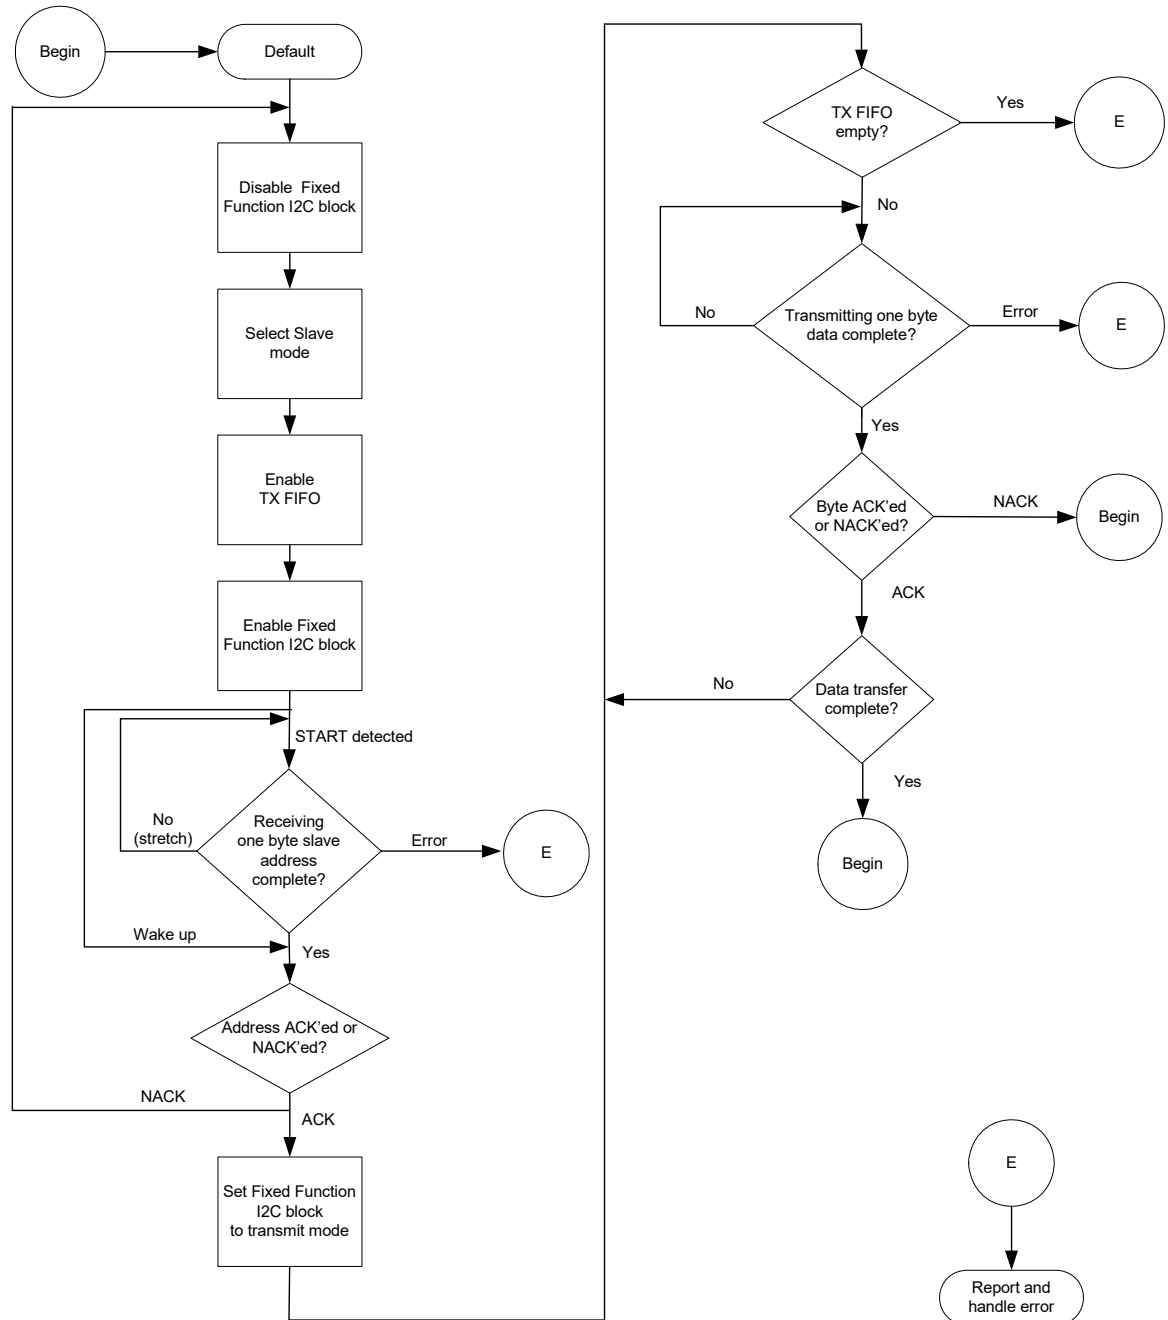 Begin
Default
Disable Fixed
Function I2C block
Select Slave
mode
Enable
TX FIFO
Enable Fixed
Function I2C block
START detected
No
(stretch)
Receiving
one byte slave
address
complete?
Error
E
Wake up
Yes
Address ACK'ed or
NACK'ed?
NACK
ACK
Set Fixed Function
I2C block
to transmit mode
TX FIFO
empty?
Yes
E
No
No
Transmitting one byte
data complete?
Error
E
Yes
Byte ACK'ed
or NACK'ed?
NACK
Begin
ACK
No
Data transfer
complete?
Yes
Begin
E
Report and
handle error